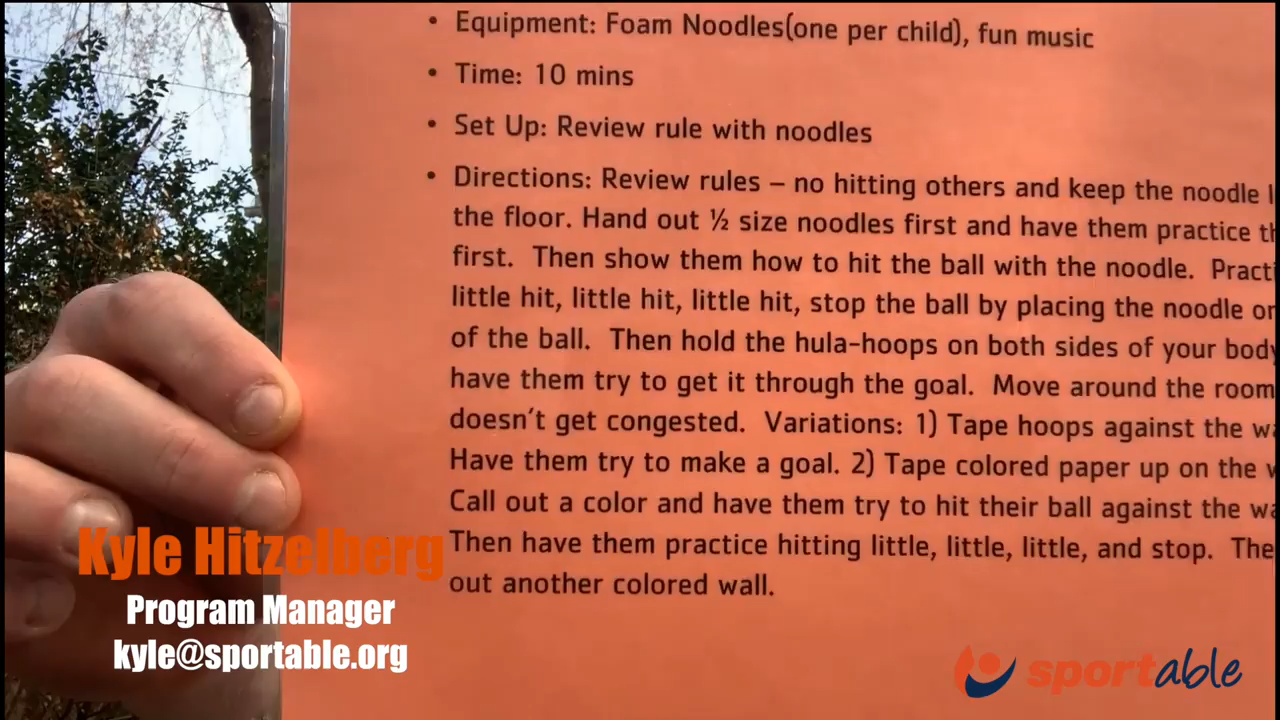 • Equipment: Foam Noodles(one per child), fun music
• Time: 10 mins
• Set Up: Review rule with noodles
• Directions: Review rules – no hitting others and keep the noodle
the floor. Hand out ½ size noodles first and have them practice
first. Then show them how to hit the ball with the noodle.
little hit, little hit, little hit, stop the ball by placing the noodle
of the ball. Then hold the hula-hoops on both sides of your body
have them try to get it through the goal. Move around the room
doesn't get congested. Variations: 1) Tape hoops against the
Have them try to make a goal. 2) Tape colored paper up on the
Call out a color and have them try to hit their ball against the
Then have them practice hitting little, little, little, and stop.
out another colored wall.
Kyle Hitzelberg
Program Manager
kyle@sportable.org
sportable